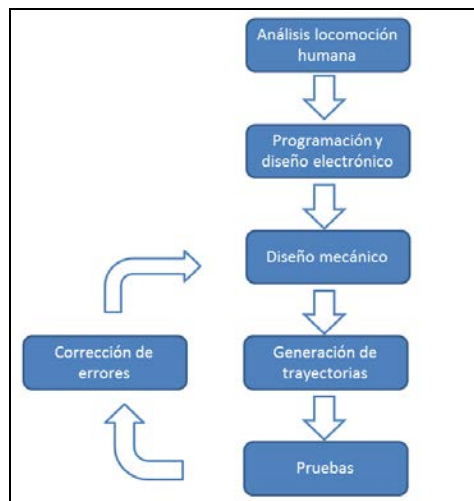 Análisis locomoción
humana
Programación y
diseño electrónico
Diseño mecánico
Corrección de
errores
Generación de
trayectorias
Pruebas